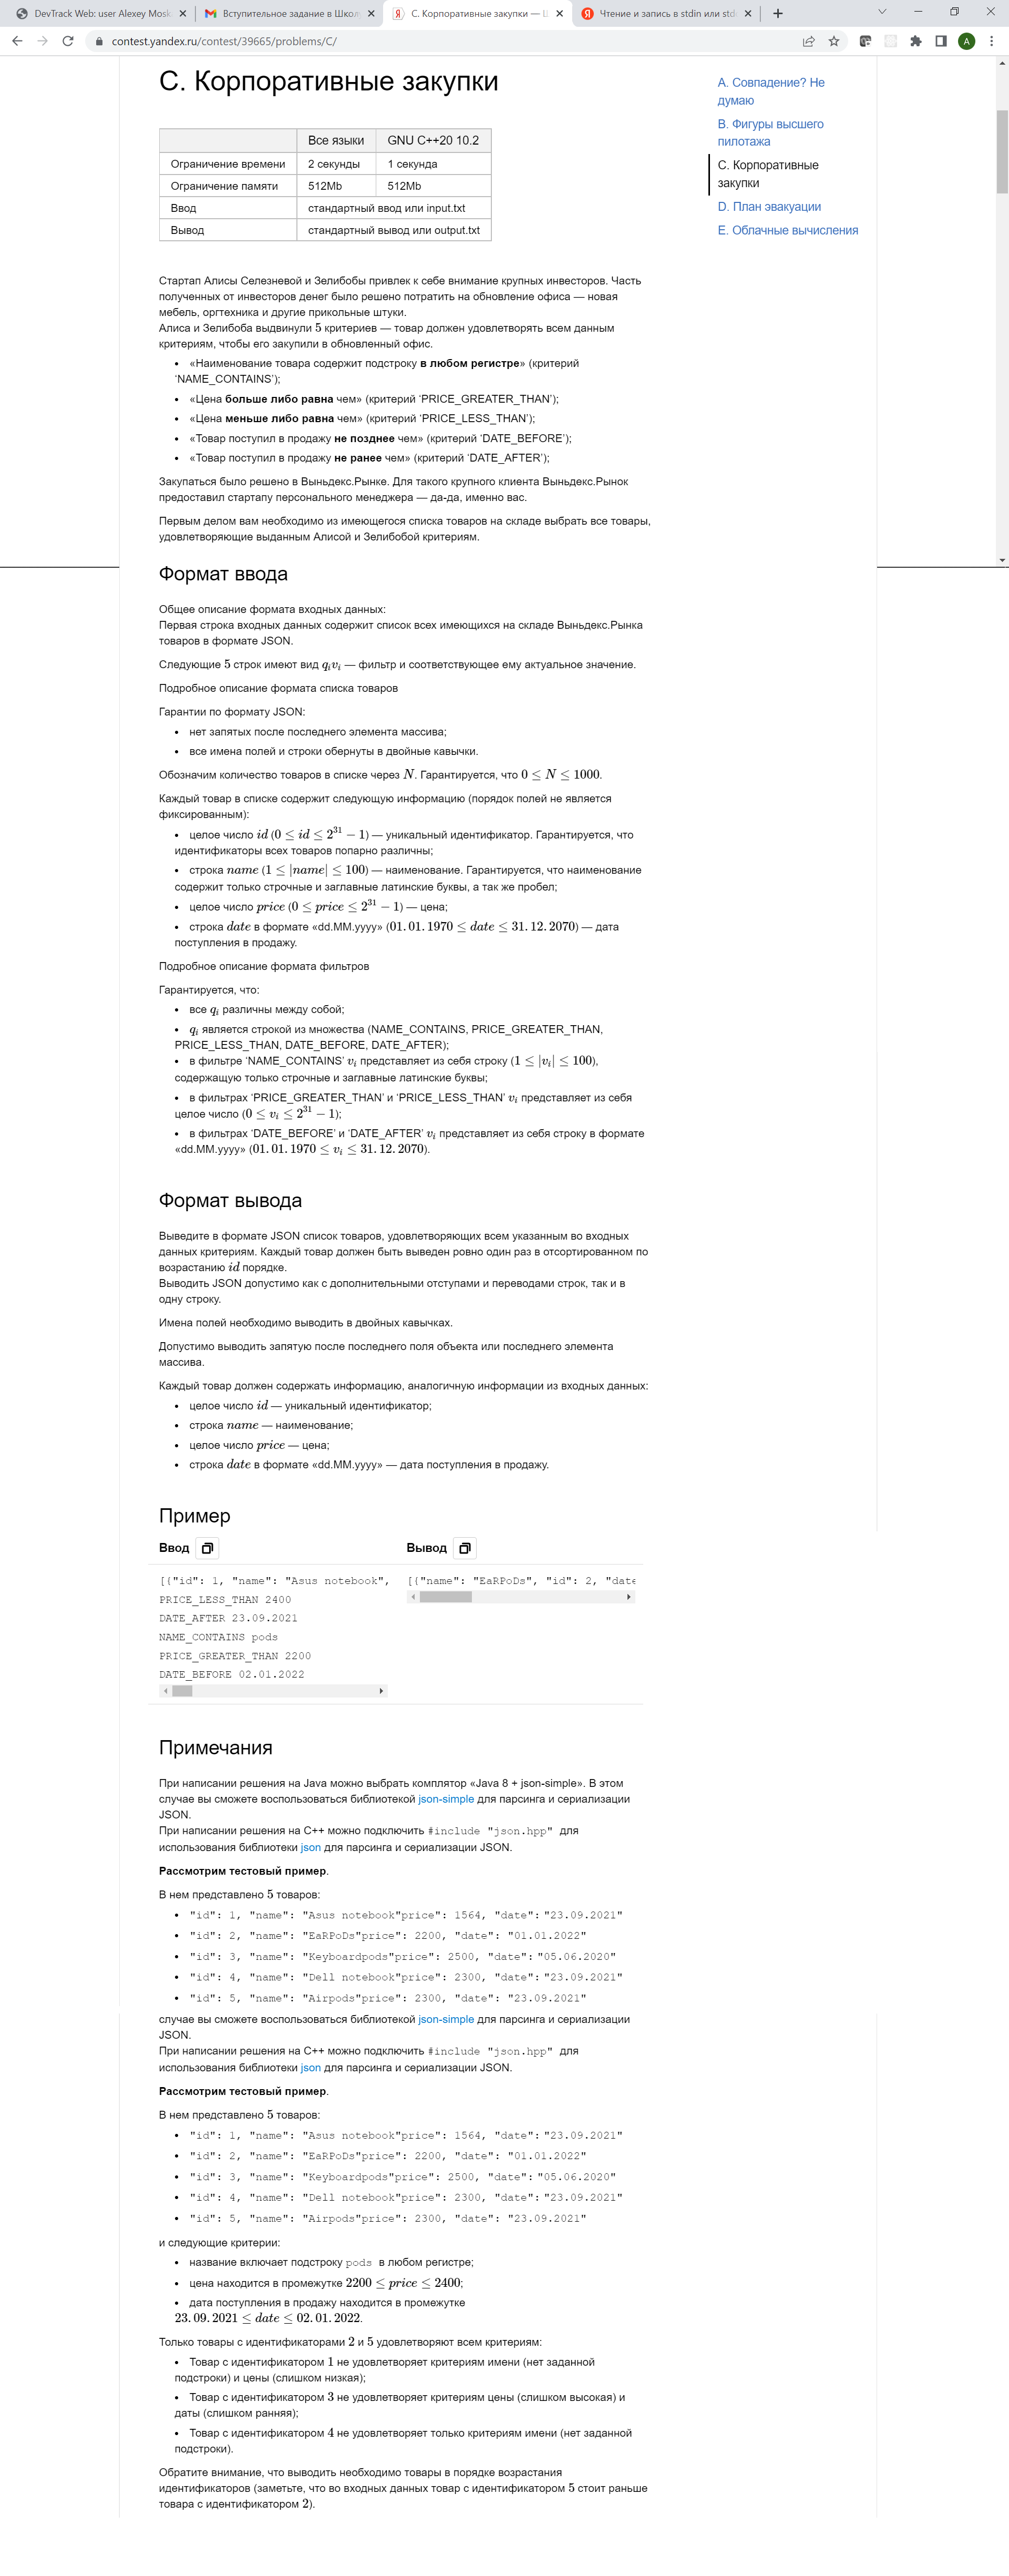 DevTrack Web: user Alexey Mosk
Вступительное задание в Школ
С. Корпоративные закупки — Ш
Чтение и запись в stdin или std
contest.yandex.ru/contest/39665/problems/C/
A
C. Корпоративные закупки
A. Совпадение? Не
думаю
B. Фигуры высшего
пилотажа
C. Корпоративные
закупки
D. План эвакуации
E. Облачные вычисления
Все языки GNU C++20 10.2
Ограничение времени 2 секунды 1 секунда
Ограничение памяти 512Mb 512Mb
Ввод стандартный ввод или input.txt
Вывод стандартный вывод или output.txt
Стартап Алисы Селезневой и Зелибобы привлек к себе внимание крупных инвесторов. Часть
полученных от инвесторов денег было решено потратить на обновление офиса — новая
мебель, оргтехника и другие прикольные штуки.
Алиса и Зелибоба выдвинули 5 критериев — товар должен удовлетворять всем данным
критериям, чтобы его закупили в обновленный офис.
• «Наименование товара содержит подстроку в любом регистре» (критерий
‘NAME_CONTAINS’);
• «Цена больше либо равна чем» (критерий ‘PRICE_GREATER_THAN’);
• «Цена меньше либо равна чем» (критерий ‘PRICE_LESS_THAN’);
• «Товар поступил в продажу не позднее чем» (критерий ‘DATE_BEFORE’);
• «Товар поступил в продажу не ранее чем» (критерий ‘DATE_AFTER’);
Закупаться было решено в Выньдекс.Рынке. Для такого крупного клиента Выньдекс.Рынок
предоставил стартапу персонального менеджера — да-да, именно вас.
Первым делом вам необходимо из имеющегося списка товаров на складе выбрать все товары,
удовлетворяющие выданным Алисой и Зелибобой критериям.
Формат ввода
Общее описание формата входных данных:
Первая строка входных данных содержит список всех имеющихся на складе Выньдекс.Рынка
товаров в формате JSON.
Следующие 5 строк имеют вид qᵢvᵢ — фильтр и соответствующее ему актуальное значение.
Подробное описание формата списка товаров
Гарантии по формату JSON:
• нет запятых после последнего элемента массива;
• все имена полей и строки обернуты в двойные кавычки.
Обозначим количество товаров в списке через N. Гарантируется, что 0 ≤ N ≤ 1000.
Каждый товар в списке содержит следующую информацию (порядок полей не является
фиксированным):
• целое число id (0 ≤ id ≤ 2³¹ − 1) — уникальный идентификатор. Гарантируется, что
идентификаторы всех товаров попарно различны;
• строка name (1 ≤ |name| ≤ 100) — наименование. Гарантируется, что наименование
содержит только строчные и заглавные латинские буквы, а так же пробел;
• целое число price (0 ≤ price ≤ 2³¹ − 1) — цена;
• строка date в формате «dd.MM.yyyy» (01.01.1970 ≤ date ≤ 31.12.2070) — дата
поступления в продажу.
Подробное описание формата фильтров
Гарантируется, что:
• все qᵢ различны между собой;
• qᵢ является строкой из множества (NAME_CONTAINS, PRICE_GREATER_THAN,
PRICE_LESS_THAN, DATE_BEFORE, DATE_AFTER);
• в фильтре ‘NAME_CONTAINS’ vᵢ представляет из себя строку (1 ≤ |vᵢ| ≤ 100),
содержащую только строчные и заглавные латинские буквы;
• в фильтрах ‘PRICE_GREATER_THAN’ и ‘PRICE_LESS_THAN’ vᵢ представляет из себя
целое число (0 ≤ vᵢ ≤ 2³¹ − 1);
• в фильтрах ‘DATE_BEFORE’ и ‘DATE_AFTER’ vᵢ представляет из себя строку в формате
«dd.MM.yyyy» (01.01.1970 ≤ vᵢ ≤ 31.12.2070).
Формат вывода
Выведите в формате JSON список товаров, удовлетворяющих всем указанным во входных
данных критериям. Каждый товар должен быть выведен ровно один раз в отсортированном по
возрастанию id порядке.
Выводить JSON допустимо как с дополнительными отступами и переводами строк, так и в
одну строку.
Имена полей необходимо выводить в двойных кавычках.
Допустимо выводить запятую после последнего поля объекта или последнего элемента
массива.
Каждый товар должен содержать информацию, аналогичную информации из входных данных:
• целое число id — уникальный идентификатор;
• строка name — наименование;
• целое число price — цена;
• строка date в формате «dd.MM.yyyy» — дата поступления в продажу.
Пример
Ввод Вывод
[{"id": 1, "name": "Asus notebook", [{"name": "EaRPoDs", "id": 2, "date
PRICE_LESS_THAN 2400
DATE_AFTER 23.09.2021
NAME_CONTAINS pods
PRICE_GREATER_THAN 2200
DATE_BEFORE 02.01.2022
Примечания
При написании решения на Java можно выбрать комплятор «Java 8 + json-simple». В этом
случае вы сможете воспользоваться библиотекой json-simple для парсинга и сериализации
JSON.
При написании решения на C++ можно подключить #include "json.hpp" для
использования библиотеки json для парсинга и сериализации JSON.
Рассмотрим тестовый пример.
В нем представлено 5 товаров:
• "id": 1, "name": "Asus notebook"price": 1564, "date": "23.09.2021"
• "id": 2, "name": "EaRPoDs"price": 2200, "date": "01.01.2022"
• "id": 3, "name": "Keyboardpods"price": 2500, "date": "05.06.2020"
• "id": 4, "name": "Dell notebook"price": 2300, "date": "23.09.2021"
• "id": 5, "name": "Airpods"price": 2300, "date": "23.09.2021"
случае вы сможете воспользоваться библиотекой json-simple для парсинга и сериализации
JSON.
При написании решения на C++ можно подключить #include "json.hpp" для
использования библиотеки json для парсинга и сериализации JSON.
Рассмотрим тестовый пример.
В нем представлено 5 товаров:
• "id": 1, "name": "Asus notebook"price": 1564, "date": "23.09.2021"
• "id": 2, "name": "EaRPoDs"price": 2200, "date": "01.01.2022"
• "id": 3, "name": "Keyboardpods"price": 2500, "date": "05.06.2020"
• "id": 4, "name": "Dell notebook"price": 2300, "date": "23.09.2021"
• "id": 5, "name": "Airpods"price": 2300, "date": "23.09.2021"
и следующие критерии:
• название включает подстроку pods в любом регистре;
• цена находится в промежутке 2200 ≤ price ≤ 2400;
• дата поступления в продажу находится в промежутке
23.09.2021 ≤ date ≤ 02.01.2022.
Только товары с идентификаторами 2 и 5 удовлетворяют всем критериям:
• Товар с идентификатором 1 не удовлетворяет критериям имени (нет заданной
подстроки) и цены (слишком низкая);
• Товар с идентификатором 3 не удовлетворяет критериям цены (слишком высокая) и
даты (слишком ранняя);
• Товар с идентификатором 4 не удовлетворяет только критериям имени (нет заданной
подстроки).
Обратите внимание, что выводить необходимо товары в порядке возрастания
идентификаторов (заметьте, что во входных данных товар с идентификатором 5 стоит раньше
товара с идентификатором 2).